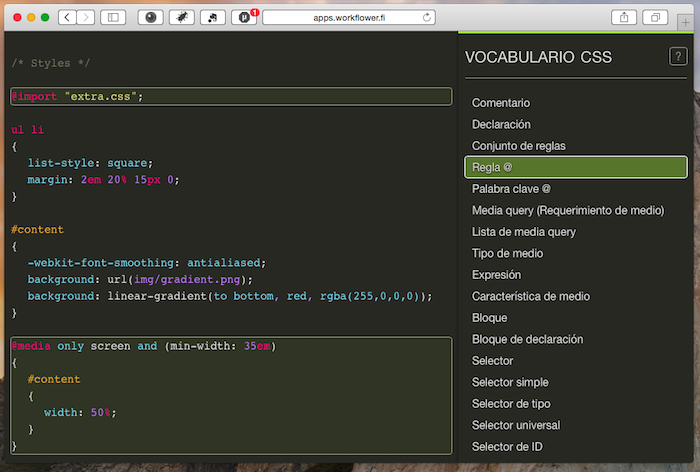 apps.workflower.fi
1
/* Styles */
@import "extra.css";
ul li
{
list-style: square;
margin: 2em 20% 15px 0;
}
#content
{
-webkit-font-smoothing: antialiased;
background: url(img/gradient.png);
background: linear-gradient(to bottom, red, rgba(255,0,0,0));
}
@media only screen and (min-width: 35em)
{
#content
{
width: 50%;
}
}
VOCABULARIO CSS
?
Comentario
Declaración
Conjunto de reglas
Regla @
Palabra clave @
Media query (Requerimiento de medio)
Lista de media query
Tipo de medio
Expresión
Característica de medio
Bloque
Bloque de declaración
Selector
Selector simple
Selector de tipo
Selector universal
Selector de ID